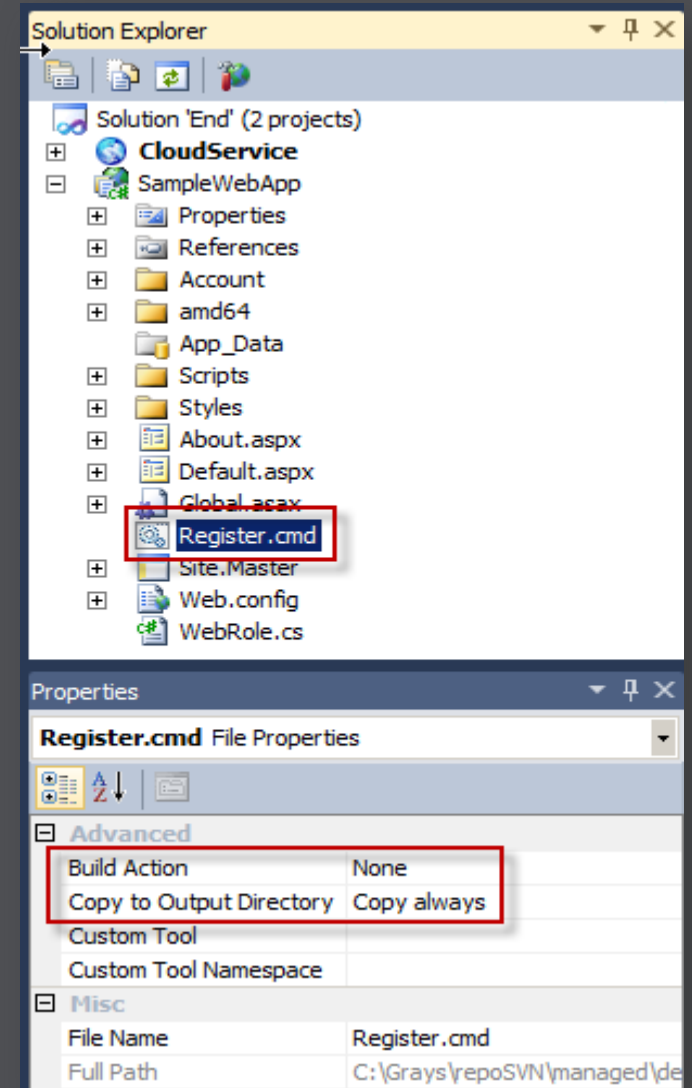 Solution Explorer
Solution 'End' (2 projects)
CloudService
SampleWebApp
Properties
References
Account
amd64
App_Data
Scripts
Styles
About.aspx
Default.aspx
Global.asax
Register.cmd
Site.Master
Web.config
WebRole.cs
Properties
Register.cmd File Properties
Advanced
Build Action None
Copy to Output Directory Copy always
Custom Tool
Custom Tool Namespace
Misc
File Name Register.cmd
Full Path C:\Grays\repoSVN\managed\de